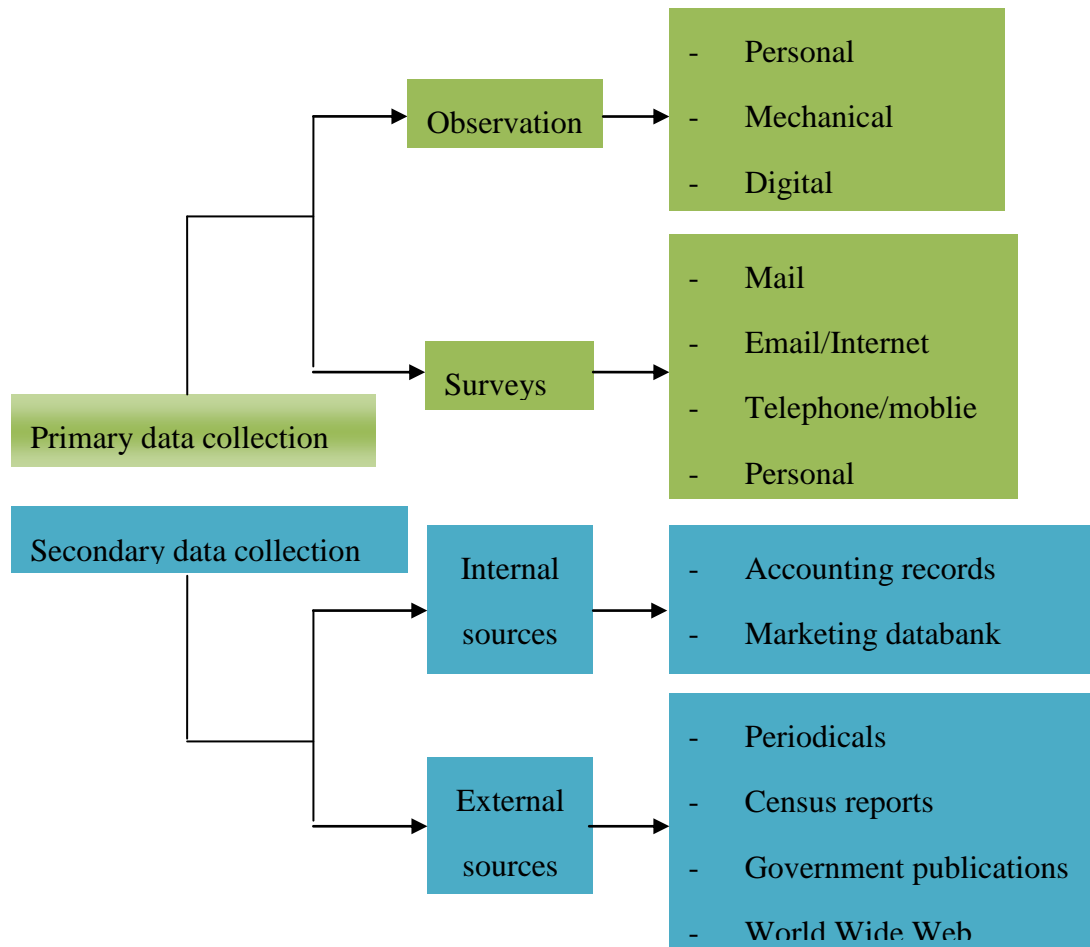 Observation
- Personal
- Mechanical
- Digital
Surveys
- Mail
- Email/Internet
- Telephone/moblie
- Personal
Primary data collection
Secondary data collection
Internal
sources
- Accounting records
- Marketing databank
External
sources
- Periodicals
- Census reports
- Government publications
- World Wide Web